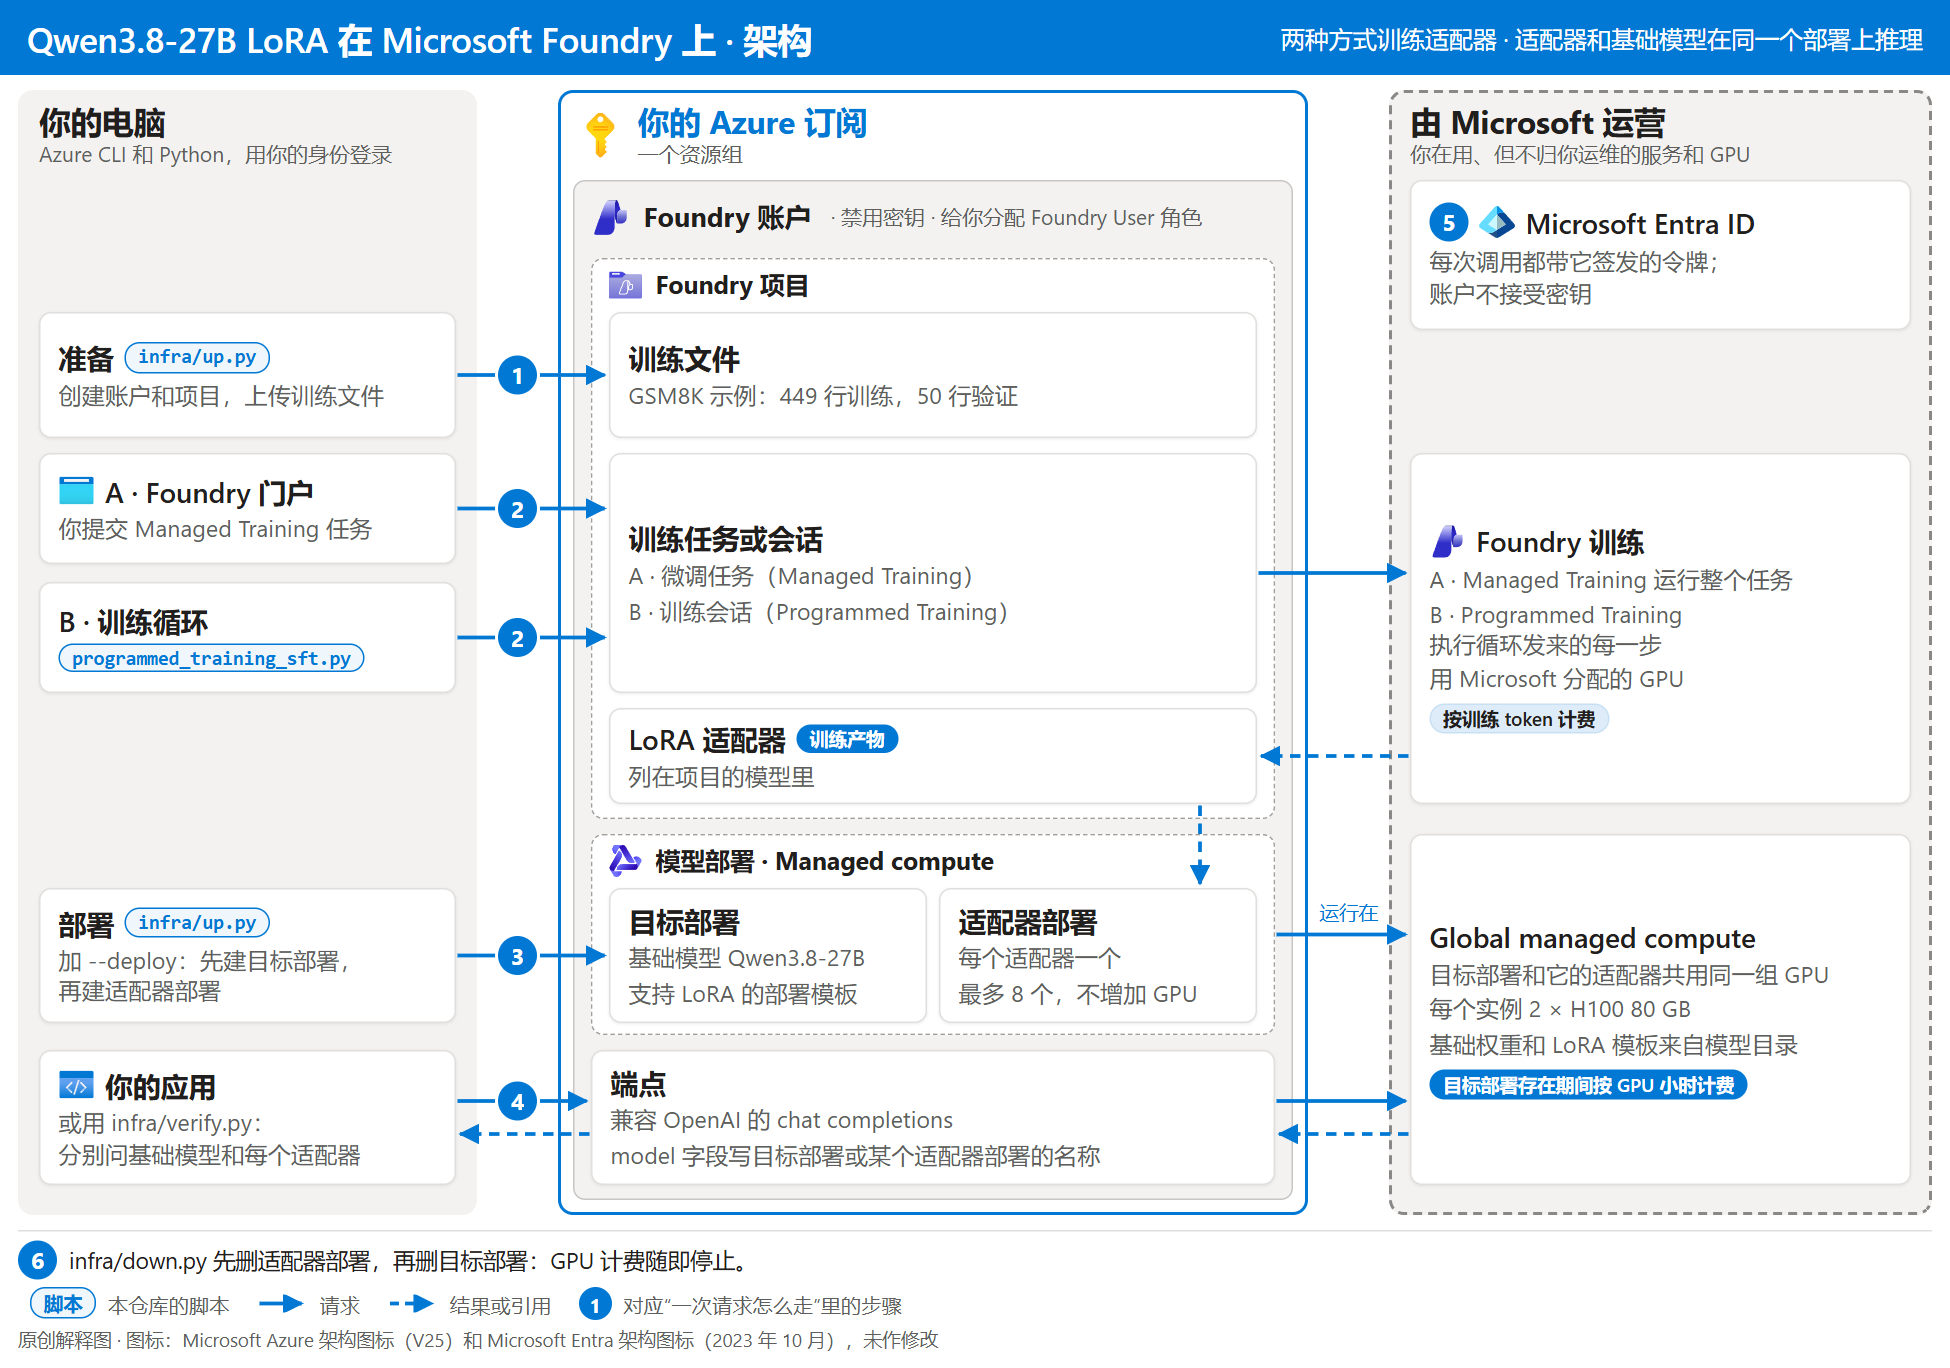 Qwen3.8-27B LoRA 在 Microsoft Foundry 上 · 架构
两种方式训练适配器 · 适配器和基础模型在同一个部署上推理
你的电脑
Azure CLI 和 Python，用你的身份登录
准备 infra/up.py
创建账户和项目，上传训练文件
A · Foundry 门户
你提交 Managed Training 任务
B · 训练循环
programmed_training_sft.py
部署 infra/up.py
加 --deploy：先建目标部署，
再建适配器部署
你的应用
或用 infra/verify.py：
分别问基础模型和每个适配器
1
2
2
3
4
你的 Azure 订阅
一个资源组
Foundry 账户 · 禁用密钥 · 给你分配 Foundry User 角色
Foundry 项目
训练文件
GSM8K 示例：449 行训练，50 行验证
训练任务或会话
A · 微调任务（Managed Training）
B · 训练会话（Programmed Training）
LoRA 适配器 训练产物
列在项目的模型里
模型部署 · Managed compute
目标部署
基础模型 Qwen3.8-27B
支持 LoRA 的部署模板
适配器部署
每个适配器一个
最多 8 个，不增加 GPU
端点
兼容 OpenAI 的 chat completions
model 字段写目标部署或某个适配器部署的名称
运行在
由 Microsoft 运营
你在用、但不归你运维的服务和 GPU
5 Microsoft Entra ID
每次调用都带它签发的令牌；
账户不接受密钥
Foundry 训练
A · Managed Training 运行整个任务
B · Programmed Training
执行循环发来的每一步
用 Microsoft 分配的 GPU
按训练 token 计费
Global managed compute
目标部署和它的适配器共用同一组 GPU
每个实例 2 × H100 80 GB
基础权重和 LoRA 模板来自模型目录
目标部署存在期间按 GPU 小时计费
6 infra/down.py 先删适配器部署，再删目标部署：GPU 计费随即停止。
脚本 本仓库的脚本 请求 结果或引用 1 对应“一次请求怎么走”里的步骤
原创解释图 · 图标：Microsoft Azure 架构图标（V25）和 Microsoft Entra 架构图标（2023 年 10 月），未作修改